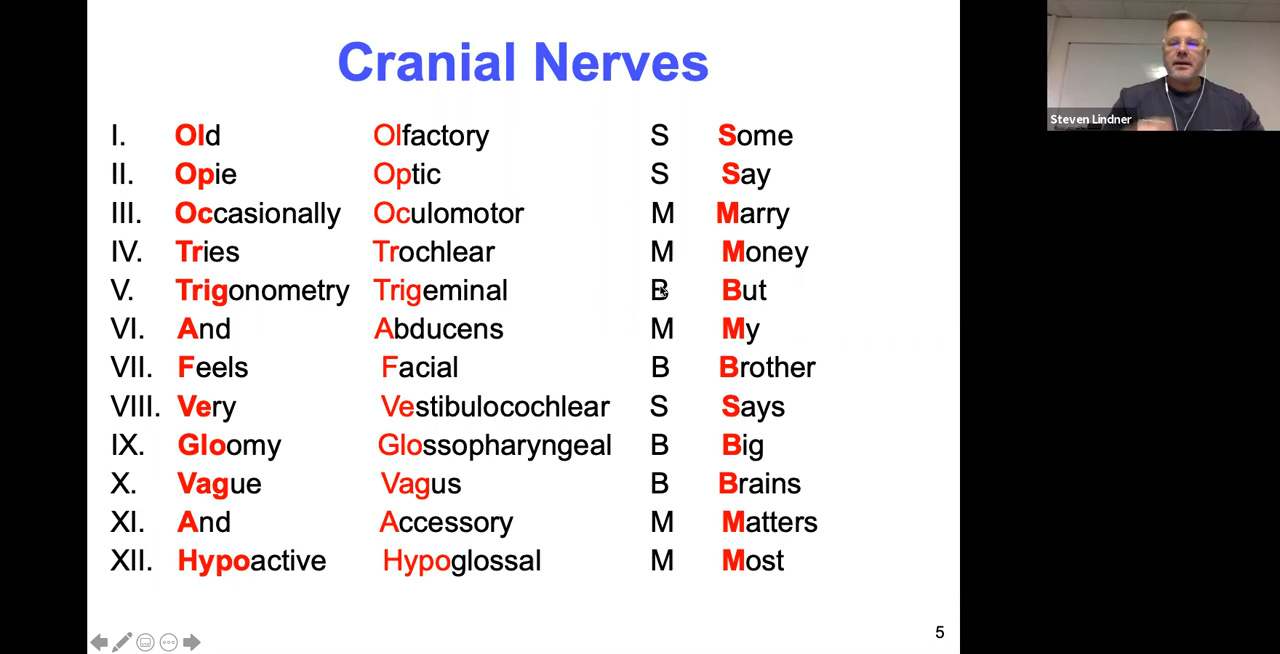 Cranial Nerves
I. Old Olfactory S Some
II. Opie Optic S Say
III. Occasionally Oculomotor M Marry
IV. Tries Trochlear M Money
V. Trigonometry Trigeminal B But
VI. And Abducens M My
VII. Feels Facial B Brother
VIII. Very Vestibulocochlear S Says
IX. Gloomy Glossopharyngeal B Big
X. Vague Vagus B Brains
XI. And Accessory M Matters
XII. Hypoactive Hypoglossal M Most
5
Steven Lindner